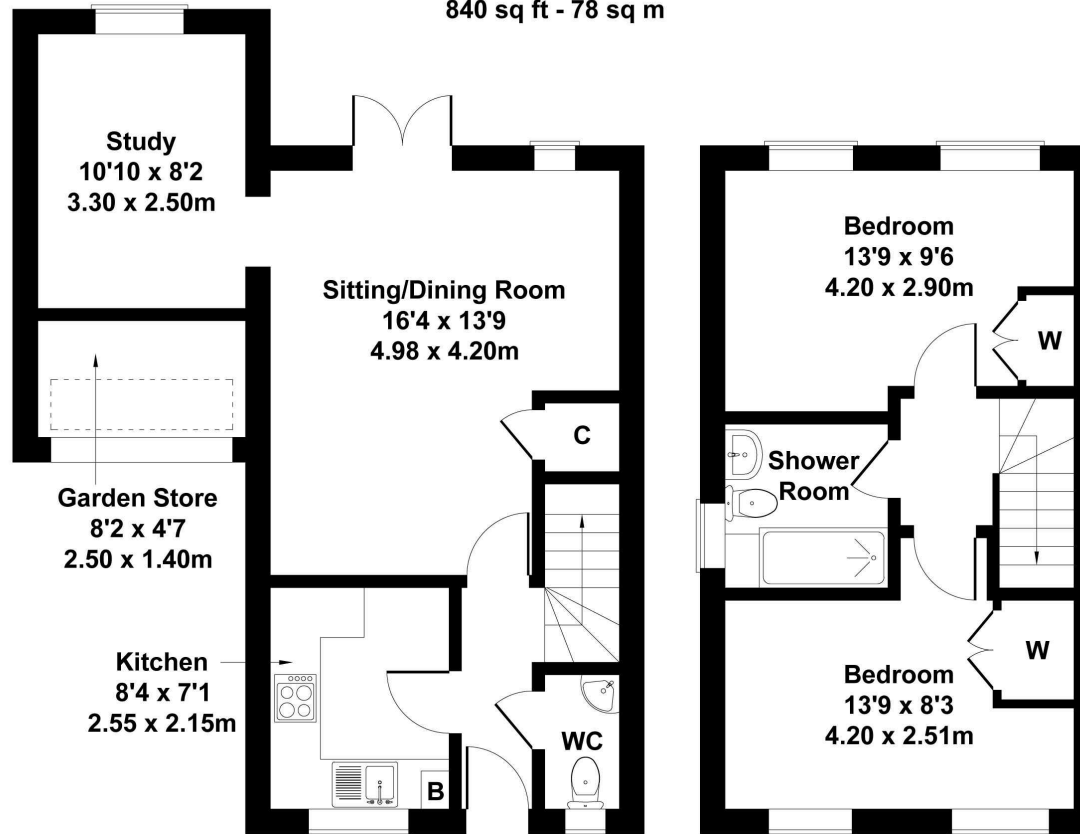 840 sq ft - 78 sq m
Study
10'10 x 8'2
3.30 x 2.50m
Sitting/Dining Room
16'4 x 13'9
4.98 x 4.20m
C
Garden Store
8'2 x 4'7
2.50 x 1.40m
Kitchen
8'4 x 7'1
2.55 x 2.15m
B
WC
Bedroom
13'9 x 9'6
4.20 x 2.90m
W
Shower
Room
W
Bedroom
13'9 x 8'3
4.20 x 2.51m